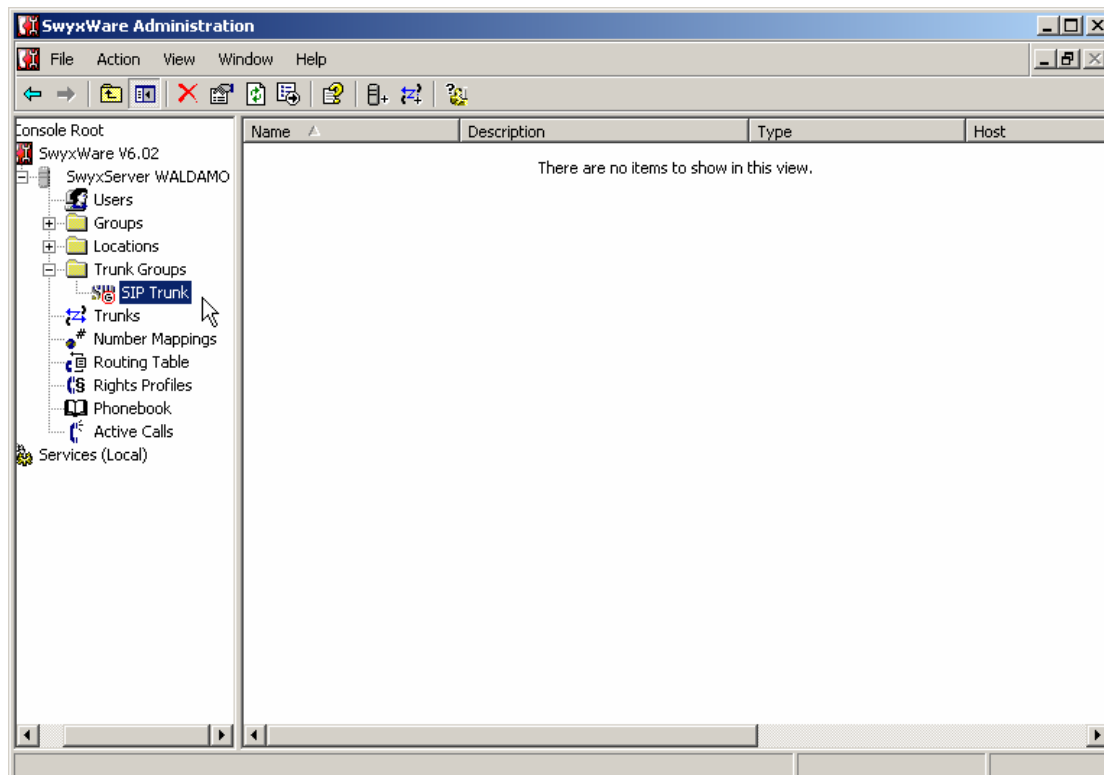 SwyxWare Administration
File Action View Window Help
Console Root
SwyxWare V6.02
SwyxServer WALDAMO
Users
Groups
Locations
Trunk Groups
SIP Trunk
Trunks
Number Mappings
Routing Table
Rights Profiles
Phonebook
Active Calls
Services (Local)
Name Description Type Host
There are no items to show in this view.